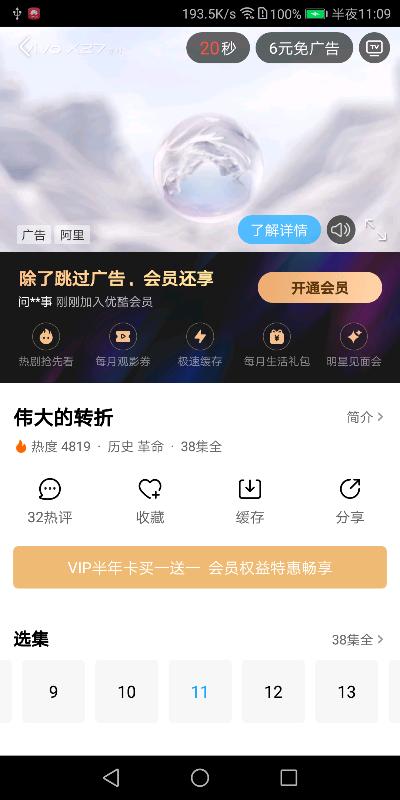 193.5K/s 100% 半夜11:09
vivo X27
20秒
6元免广告
TV
广告 阿里
了解详情
除了跳过广告，会员还享
问**事 刚刚加入优酷会员
开通会员
热剧抢先看 每月观影券 极速缓存 每月生活礼包 明星见面会
伟大的转折
简介
热度 4819 · 历史 革命 · 38集全
32热评 收藏 缓存 分享
VIP半年卡买一送一 会员权益特惠畅享
选集
38集全
9 10 11 12 13